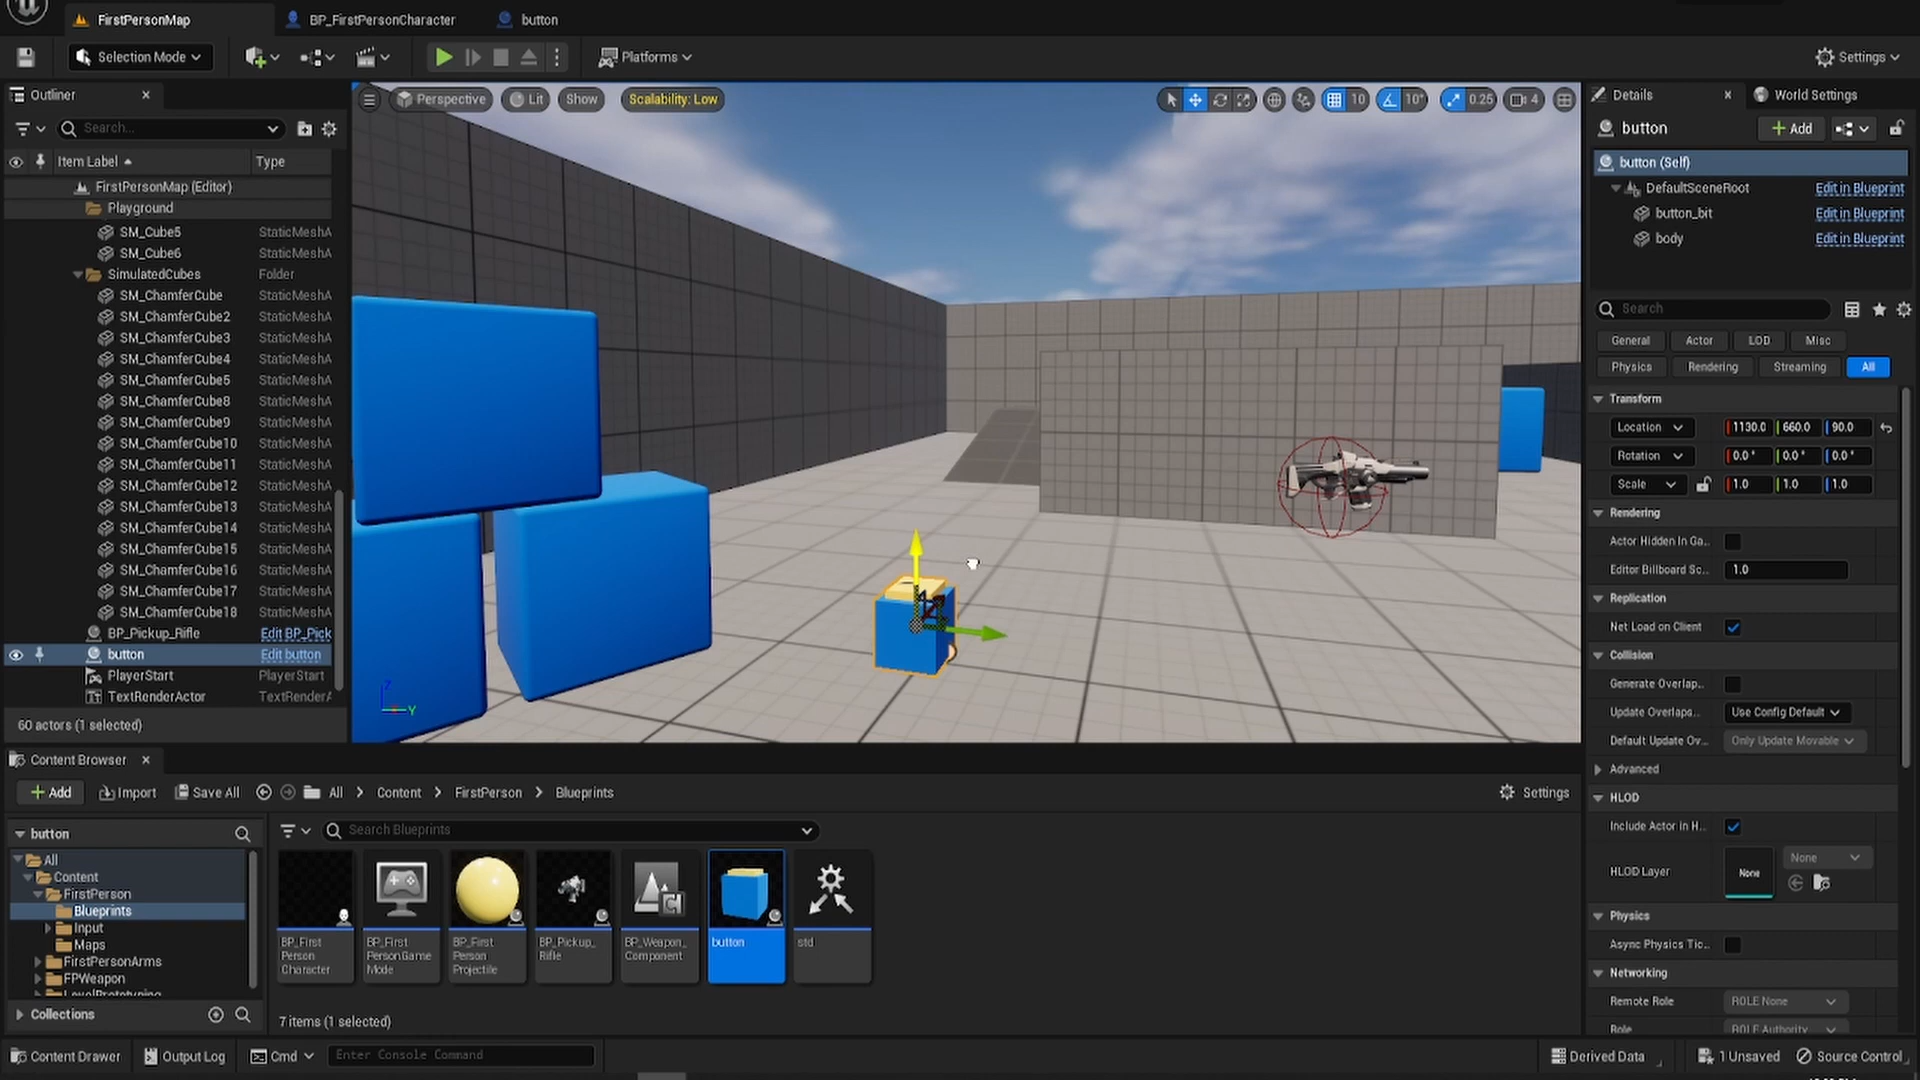 FirstPersonMap
BP_FirstPersonCharacter
button
Selection Mode
Platforms
Settings
Outliner
Search...
Item Label
Type
FirstPersonMap (Editor)
Playground
SM_Cube5 StaticMeshA
SM_Cube6 StaticMeshA
SimulatedCubes Folder
SM_ChamferCube StaticMeshA
SM_ChamferCube2 StaticMeshA
SM_ChamferCube3 StaticMeshA
SM_ChamferCube4 StaticMeshA
SM_ChamferCube5 StaticMeshA
SM_ChamferCube8 StaticMeshA
SM_ChamferCube9 StaticMeshA
SM_ChamferCube10 StaticMeshA
SM_ChamferCube11 StaticMeshA
SM_ChamferCube12 StaticMeshA
SM_ChamferCube13 StaticMeshA
SM_ChamferCube14 StaticMeshA
SM_ChamferCube15 StaticMeshA
SM_ChamferCube16 StaticMeshA
SM_ChamferCube17 StaticMeshA
SM_ChamferCube18 StaticMeshA
BP_Pickup_Rifle Edit BP_Pick
button Edit button
PlayerStart PlayerStart
TextRenderActor TextRenderA
60 actors (1 selected)
Perspective
Lit
Show
Scalability: Low
10
10°
0.25
4
Z
Y
Details
World Settings
button
Add
button (Self)
DefaultSceneRoot Edit in Blueprint
button_bit Edit in Blueprint
body Edit in Blueprint
Search
General Actor LOD Misc
Physics Rendering Streaming All
Transform
Location 1130.0 660.0 90.0
Rotation 0.0° 0.0° 0.0°
Scale 1.0 1.0 1.0
Rendering
Actor Hidden In Ga..
Editor Billboard Sc.. 1.0
Replication
Net Load on Client
Collision
Generate Overlap..
Update Overlaps.. Use Config Default
Default Update Ov.. Only Update Movable
Advanced
HLOD
Include Actor in H..
HLOD Layer None None
Physics
Async Physics Tic..
Networking
Remote Role ROLE None
Role ROLE Authority
Content Browser
Add
Import
Save All
All
Content
FirstPerson
Blueprints
Settings
button
All
Content
FirstPerson
Blueprints
Input
Maps
FirstPersonArms
FPWeapon
LevelPrototyping
Collections
Search Blueprints
BP_First
Person
Character
BP_First
PersonGame
Mode
BP_First
Person
Projectile
BP_Pickup_
Rifle
BP_Weapon_
Component
button
std
7 items (1 selected)
Content Drawer
Output Log
Cmd
Enter Console Command
Derived Data
1 Unsaved
Source Control